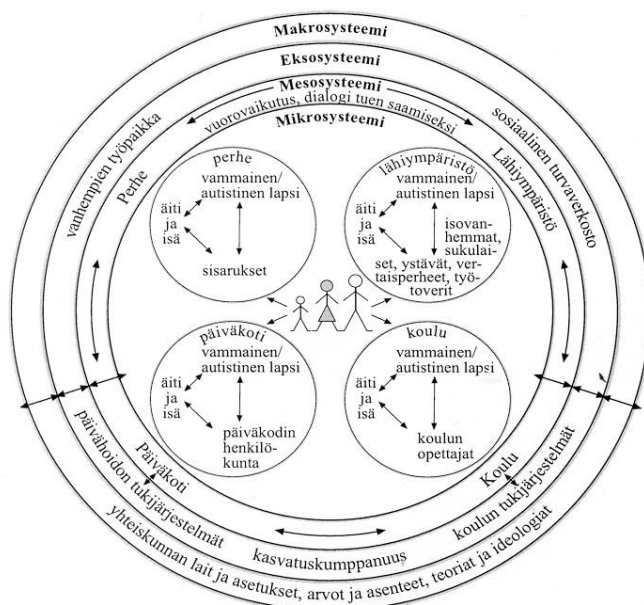 Makrosysteemi
Eksosysteemi
Mesosysteemi
vuorovaikutus, dialogi tuen saamiseksi
Mikrosysteemi
vanhempien työpaikka
sosiaalinen turvaverkosto
Perhe
Lähiympäristö
perhe
vammainen/
autistinen lapsi
äiti
ja
isä
sisarukset
lähiympäristö
vammainen/
autistinen lapsi
äiti
ja
isä
isovan-
hemmat,
sukulai-
set, ystävät, ver-
taisperheet, työ-
toverit
päiväkoti
vammainen/
autistinen lapsi
äiti
ja
isä
päiväkodin
henkilö-
kunta
koulu
vammainen/
autistinen lapsi
äiti
ja
isä
koulun
opettajat
Päiväkoti
Koulu
päivähoidon tukijärjestelmät
kasvatuskumppanuus
koulun tukijärjestelmät
yhteiskunnan lait ja asetukset, arvot ja asenteet, teoriat ja ideologiat